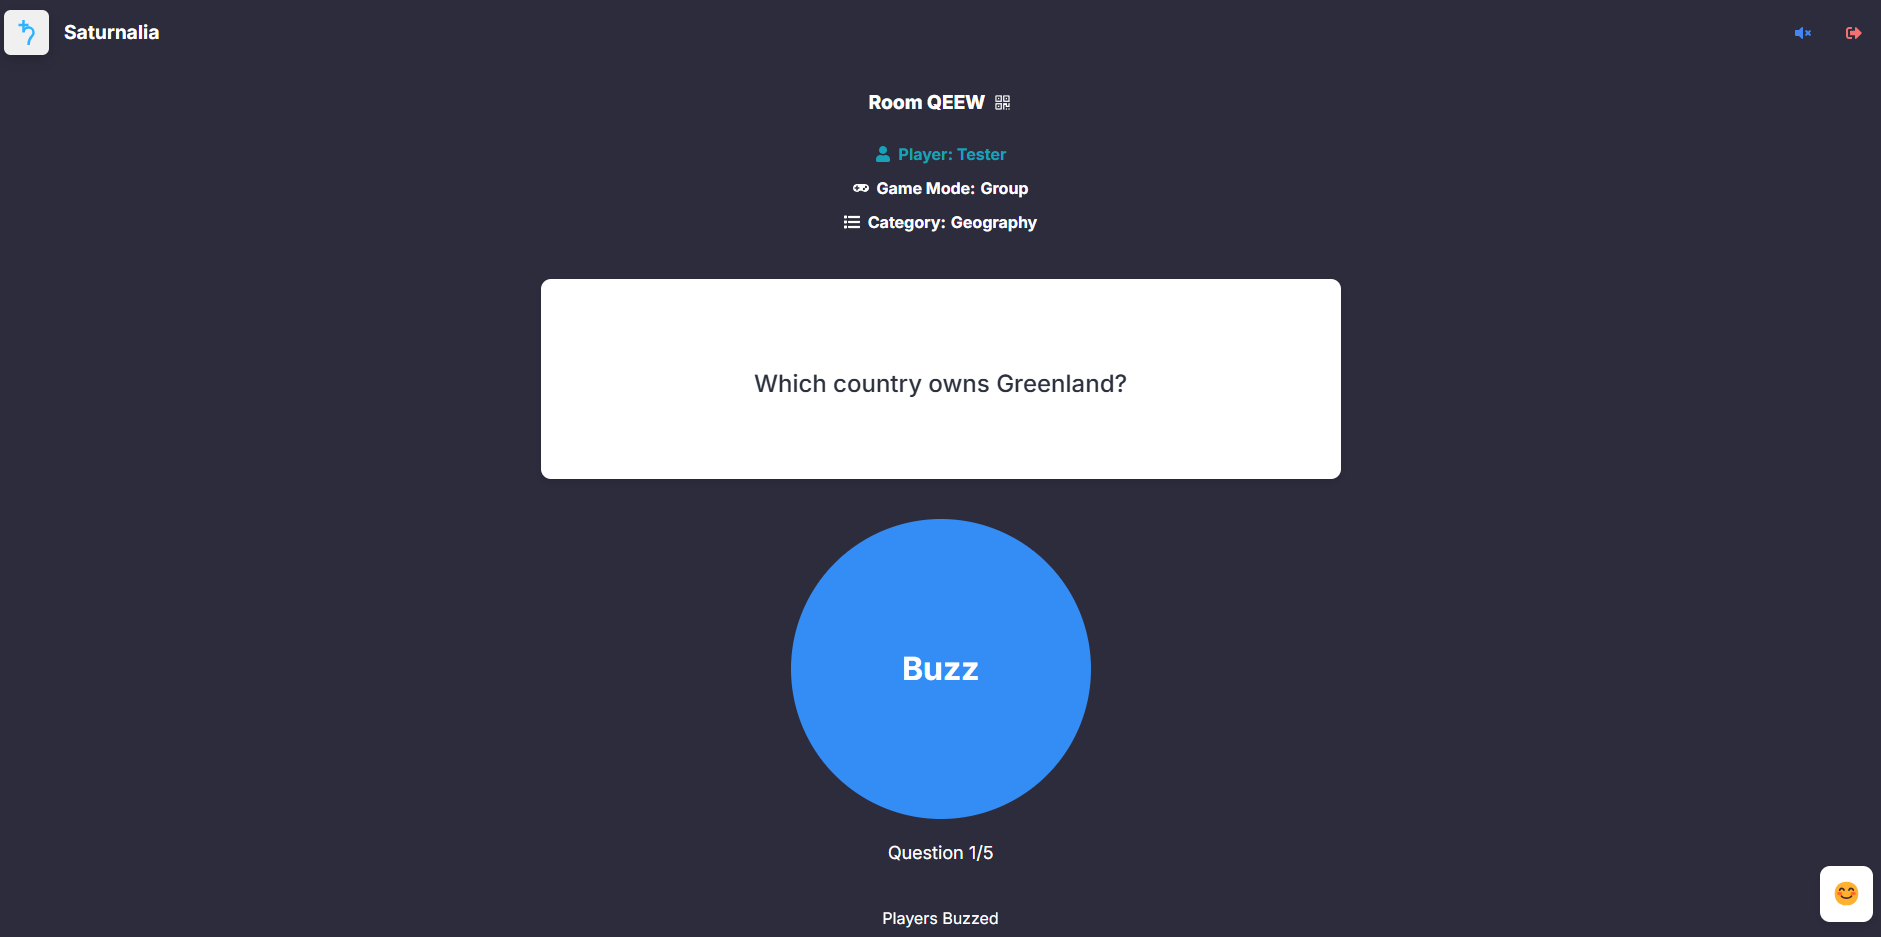 Saturnalia
Room QEEW
Player: Tester
Game Mode: Group
Category: Geography
Which country owns Greenland?
Buzz
Question 1/5
Players Buzzed